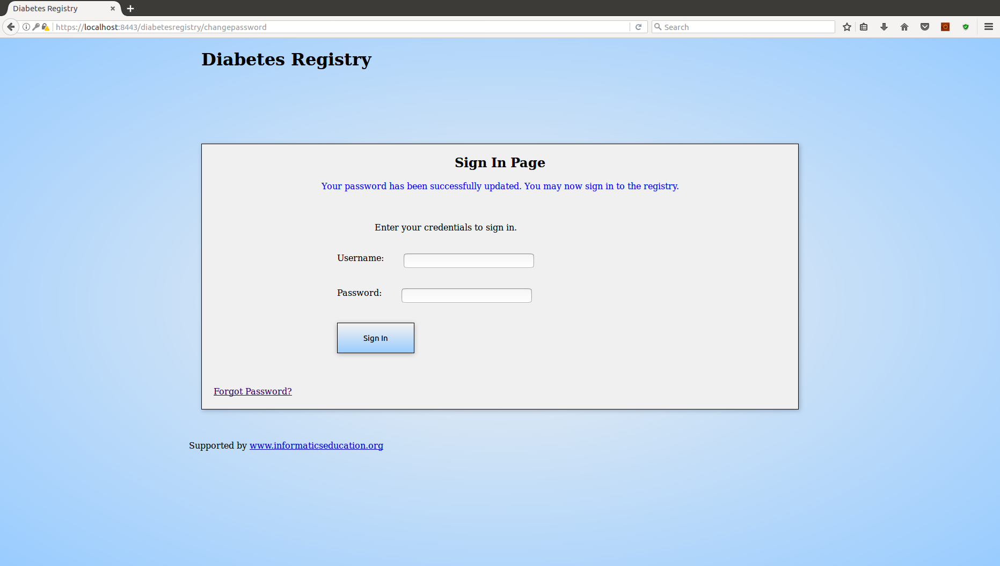 Diabetes Registry
https://localhost:8443/diabetesregistry/changepassword
Search
Diabetes Registry
Sign In Page
Your password has been successfully updated. You may now sign in to the registry.
Enter your credentials to sign in.
Username:
Password:
Sign In
Forgot Password?
Supported by www.informaticseducation.org